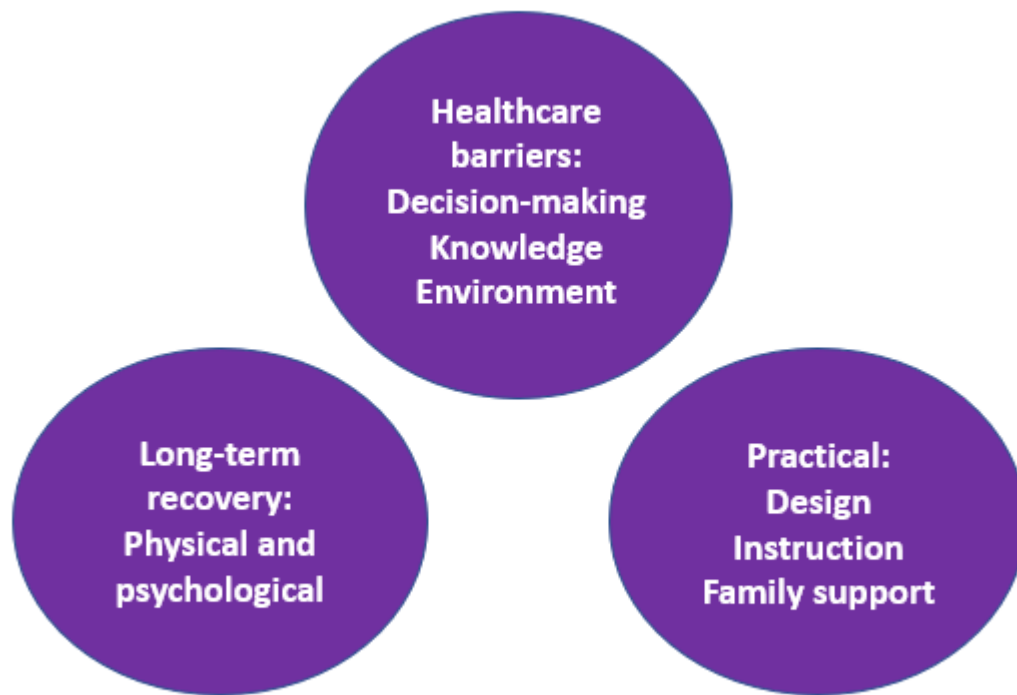 Healthcare
barriers:
Decision-making
Knowledge
Environment
Long-term
recovery:
Physical and
psychological
Practical:
Design
Instruction
Family support